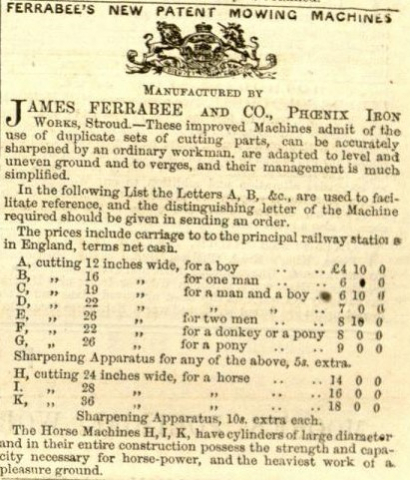 FERRABEE'S NEW PATENT MOWING MACHINES
MANUFACTURED BY
JAMES FERRABEE AND CO., PHŒNIX IRON
WORKS, Stroud.—These improved Machines admit of the
use of duplicate sets of cutting parts, can be accurately
sharpened by an ordinary workman, are adapted to level and
uneven ground and to verges, and their management is much
simplified.
In the following List the Letters A, B, &c., are used to faci-
litate reference, and the distinguishing letter of the Machine
required should be given in sending an order.
The prices include carriage to to the principal railway stations
in England, terms net cash.
A, cutting 12 inches wide, for a boy .. .. £4 10 0
B, „ 16 „ for one man .. .. 6 0
C, „ 19 „ for a man and a boy . 6 10 0
D, „ 22 „ „ „ .. 7 0 0
E, „ 26 „ for two men .. .. 8 10 0
F, „ 22 „ for a donkey or a pony 8 0 0
G, „ 26 „ for a pony .. .. 9 0 0
Sharpening Apparatus for any of the above, 5s. extra.
H, cutting 24 inches wide, for a horse .. 14 0 0
I. „ 28 „ „ .. 16 0 0
K, „ 36 „ „ .. 18 0 0
Sharpening Apparatus, 10s. extra each.
The Horse Machines H, I, K, have cylinders of large diameter
and in their entire construction possess the strength and capa-
city necessary for horse-power, and the heaviest work of a
pleasure ground.